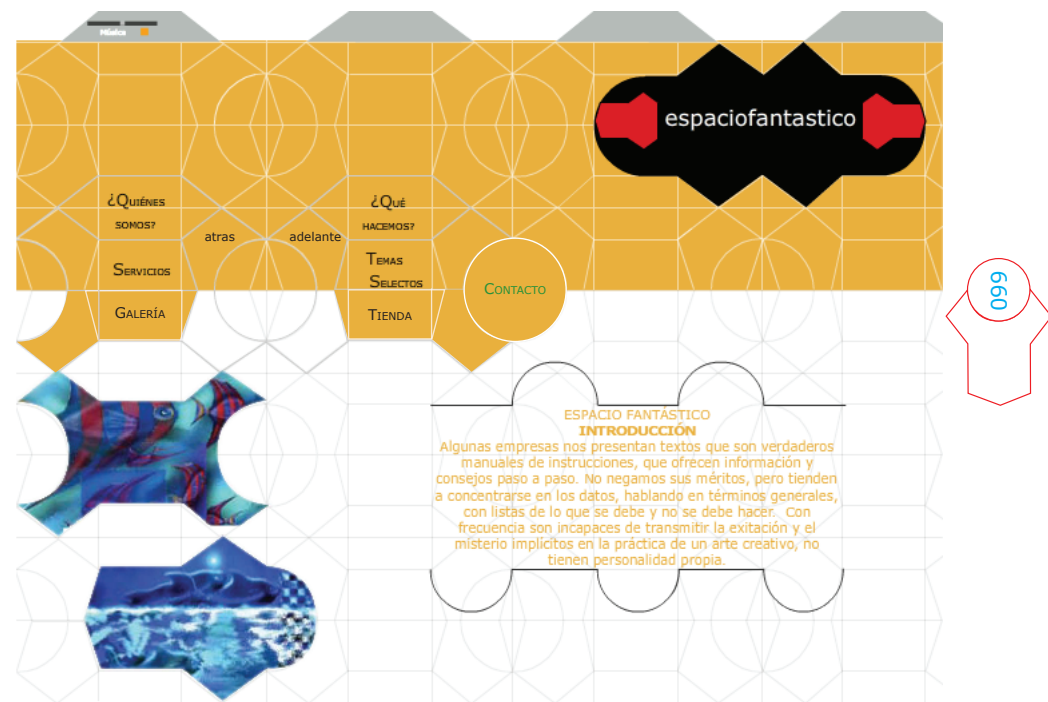 Música
espaciofantastico
¿Quiénes
somos?
¿Qué
hacemos?
atras
adelante
Servicios
Temas
Selectos
Galería
Tienda
Contacto
099
ESPACIO FANTÁSTICO
INTRODUCCIÓN
Algunas empresas nos presentan textos que son verdaderos
manuales de instrucciones, que ofrecen información y
consejos paso a paso. No negamos sus méritos, pero tienden
a concentrarse en los datos, hablando en términos generales,
con listas de lo que se debe y no se debe hacer. Con
frecuencia son incapaces de transmitir la exitación y el
misterio implícitos en la práctica de un arte creativo, no
tienen personalidad propia.